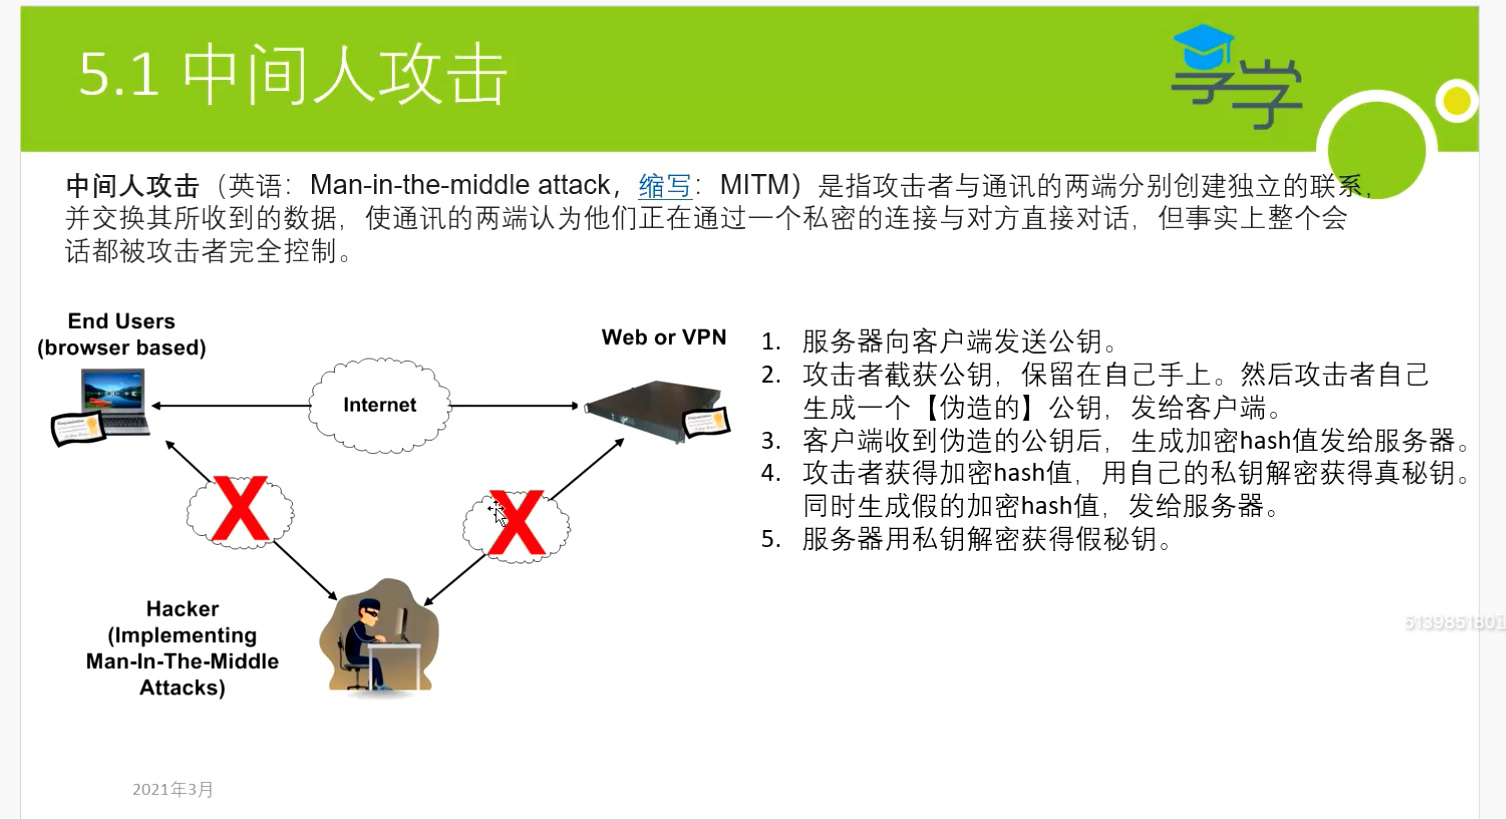 5.1 中间人攻击
享学
中间人攻击（英语：Man-in-the-middle attack，缩写：MITM）是指攻击者与通讯的两端分别创建独立的联系，
并交换其所收到的数据，使通讯的两端认为他们正在通过一个私密的连接与对方直接对话，但事实上整个会
话都被攻击者完全控制。
End Users
(browser based)
Web or VPN
Internet
X
X
Hacker
(Implementing
Man-In-The-Middle
Attacks)
1. 服务器向客户端发送公钥。
2. 攻击者截获公钥，保留在自己手上。然后攻击者自己
生成一个【伪造的】公钥，发给客户端。
3. 客户端收到伪造的公钥后，生成加密hash值发给服务器。
4. 攻击者获得加密hash值，用自己的私钥解密获得真秘钥。
同时生成假的加密hash值，发给服务器。
5. 服务器用私钥解密获得假秘钥。
513985180
2021年3月